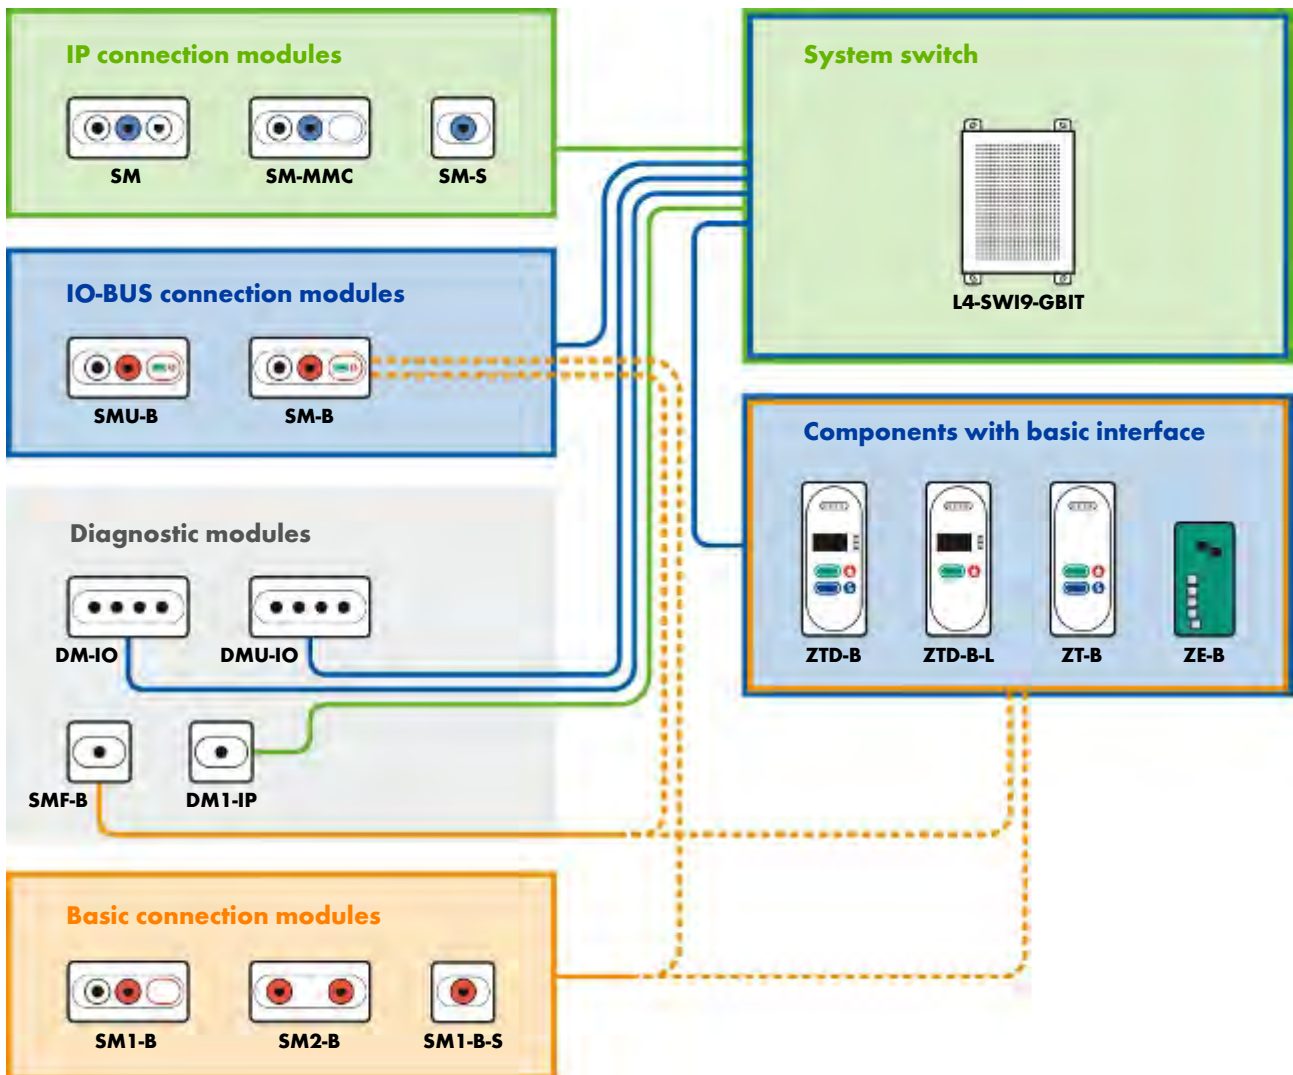 IP connection modules
SM
SM-MMC
SM-S
System switch
L4-SWI9-GBIT
IO-BUS connection modules
SMU-B
SM-B
Components with basic interface
ZTD-B
ZTD-B-L
ZT-B
ZE-B
Diagnostic modules
DM-IO
DMU-IO
SMF-B
DM1-IP
Basic connection modules
SM1-B
SM2-B
SM1-B-S